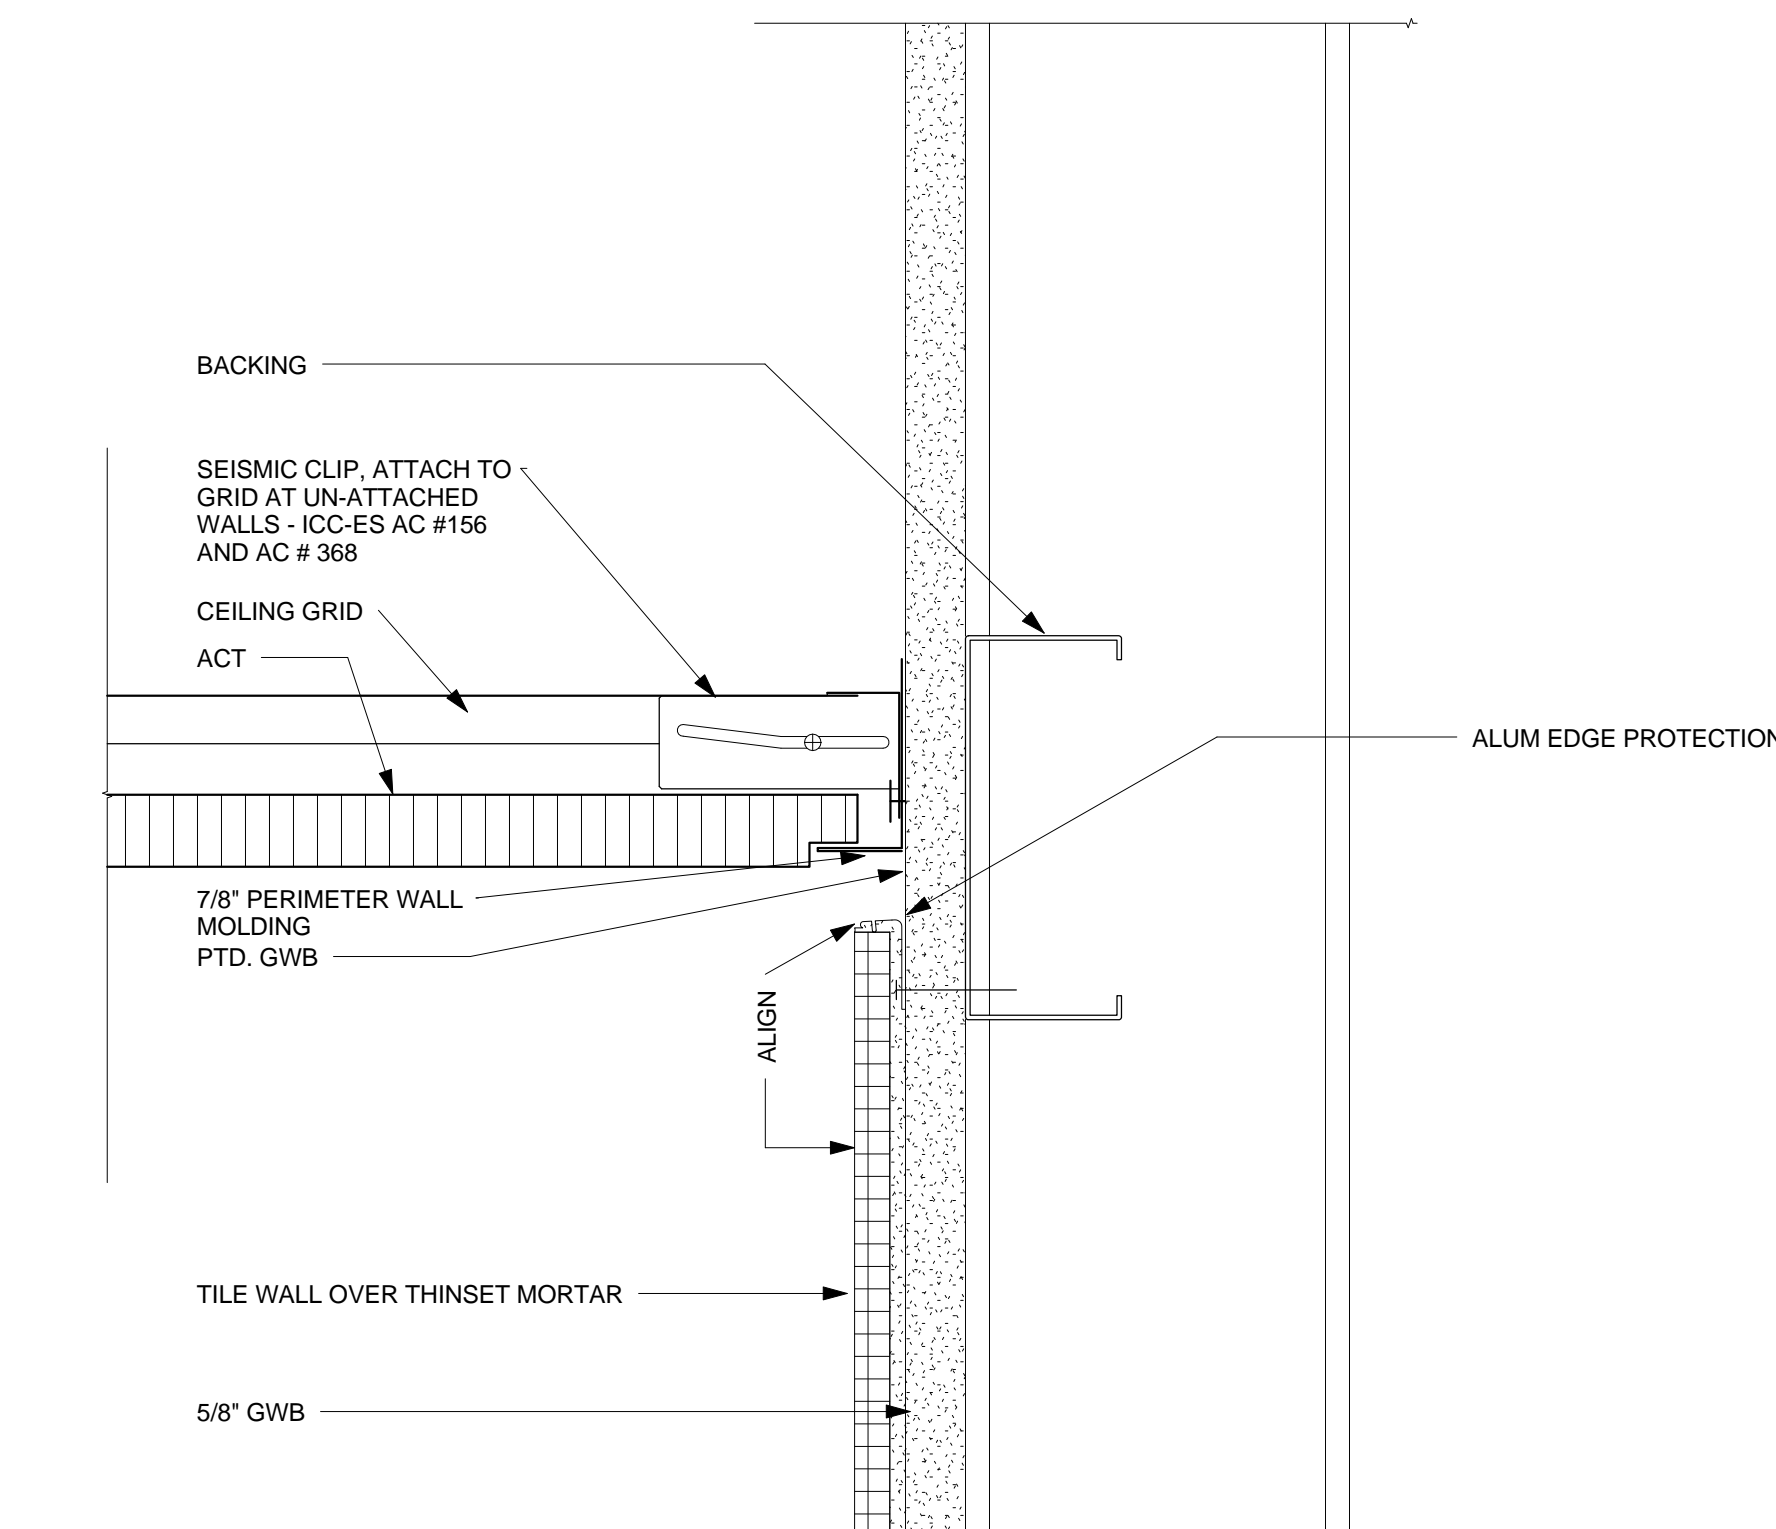 BACKING
SEISMIC CLIP, ATTACH TO
GRID AT UN-ATTACHED
WALLS - ICC-ES AC #156
AND AC # 368
CEILING GRID
ACT
ALUM EDGE PROTECTION
7/8" PERIMETER WALL
MOLDING
PTD. GWB
ALIGN
TILE WALL OVER THINSET MORTAR
5/8" GWB